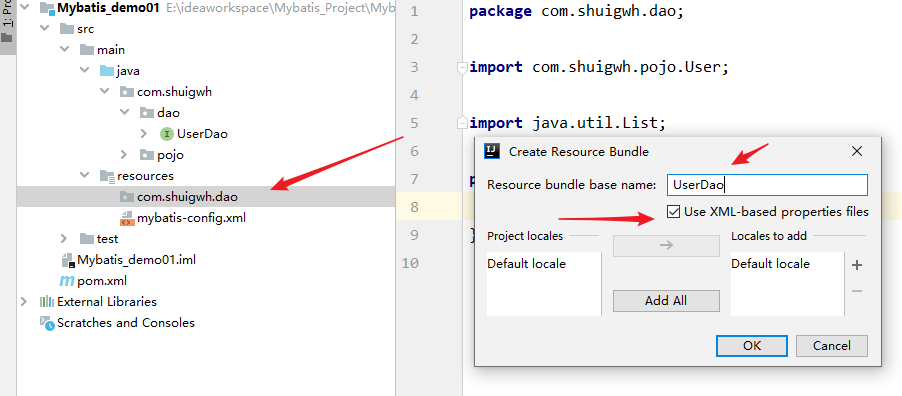 1: Pro
Mybatis_demo01 E:\ideaworkspace\Mybatis_Project\Myb
src
main
java
com.shuigwh
dao
UserDao
pojo
resources
com.shuigwh.dao
mybatis-config.xml
test
Mybatis_demo01.iml
pom.xml
External Libraries
Scratches and Consoles
1 package com.shuigwh.dao;
2
3 import com.shuigwh.pojo.User;
4
5 import java.util.List;
6
7 p
8
9 }
10
Create Resource Bundle
Resource bundle base name: UserDao
Use XML-based properties files
Project locales
Default locale
Add All
Locales to add
Default locale
OK Cancel